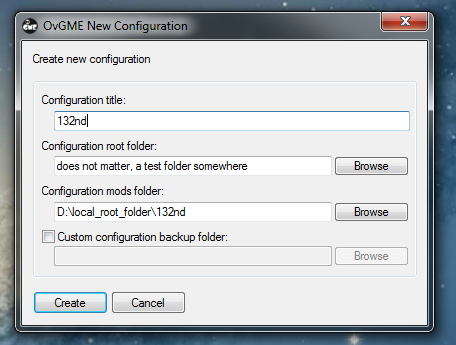 OvGME New Configuration
Create new configuration
Configuration title:
132nd
Configuration root folder:
does not matter, a test folder somewhere
Browse
Configuration mods folder:
D:\local_root_folder\132nd
Browse
Custom configuration backup folder:
Browse
Create
Cancel